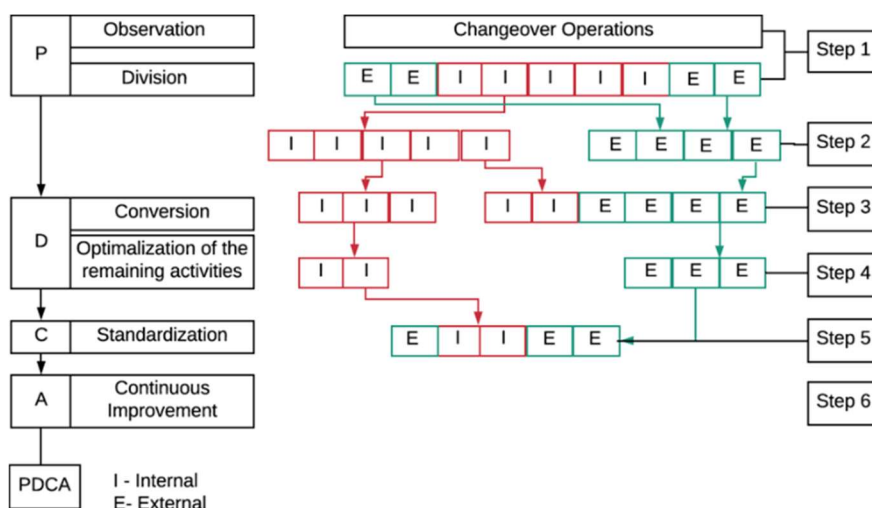 Observation
Changeover Operations
Step 1
P
Division
E E I I I I I E E
I I I I I
E E E E
Step 2
D
Conversion
I I I
I I E E E E
Step 3
Optimalization of the
remaining activities
I I
E E E
Step 4
C
Standardization
E I I E E
Step 5
A
Continuous
Improvement
Step 6
PDCA
I - Internal
E- External